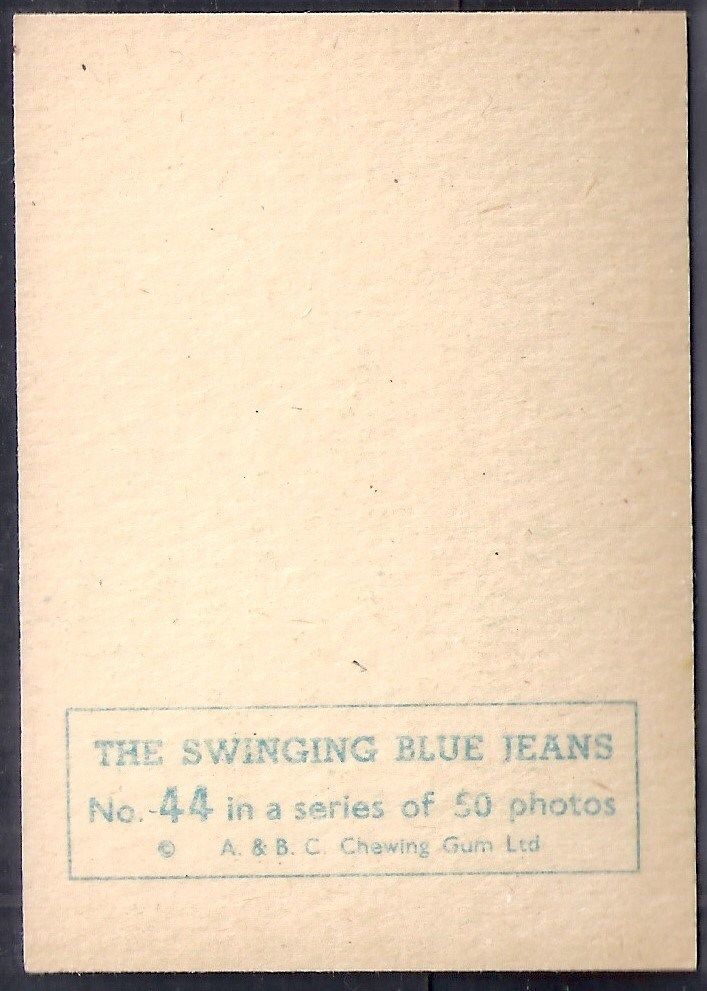 THE SWINGING BLUE JEANS
No. 44 in a series of 50 photos
© A. & B. C. Chewing Gum Ltd